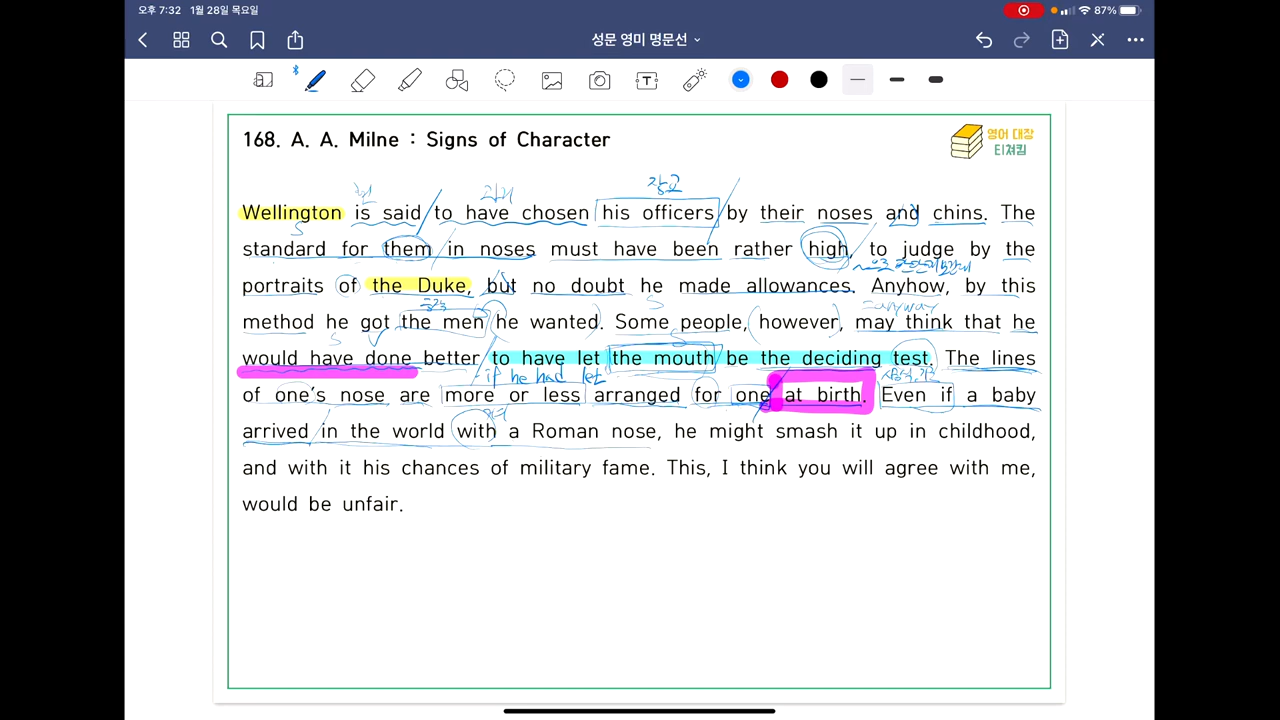 오후 7:32 1월 28일 목요일
87%
성문 영미 명문선
168. A. A. Milne : Signs of Character
영어 대장
티쳐킴
장교
Wellington is said to have chosen his officers by their noses and chins. The
S
standard for them in noses must have been rather high, to judge by the
portraits of the Duke, but no doubt he made allowances. Anyhow, by this
S
=anyway
method he got the men he wanted. Some people, however, may think that he
S
S
would have done better to have let the mouth be the deciding test. The lines
if he had let
of one's nose are more or less arranged for one at birth. Even if a baby
arrived in the world with a Roman nose, he might smash it up in childhood,
and with it his chances of military fame. This, I think you will agree with me,
would be unfair.